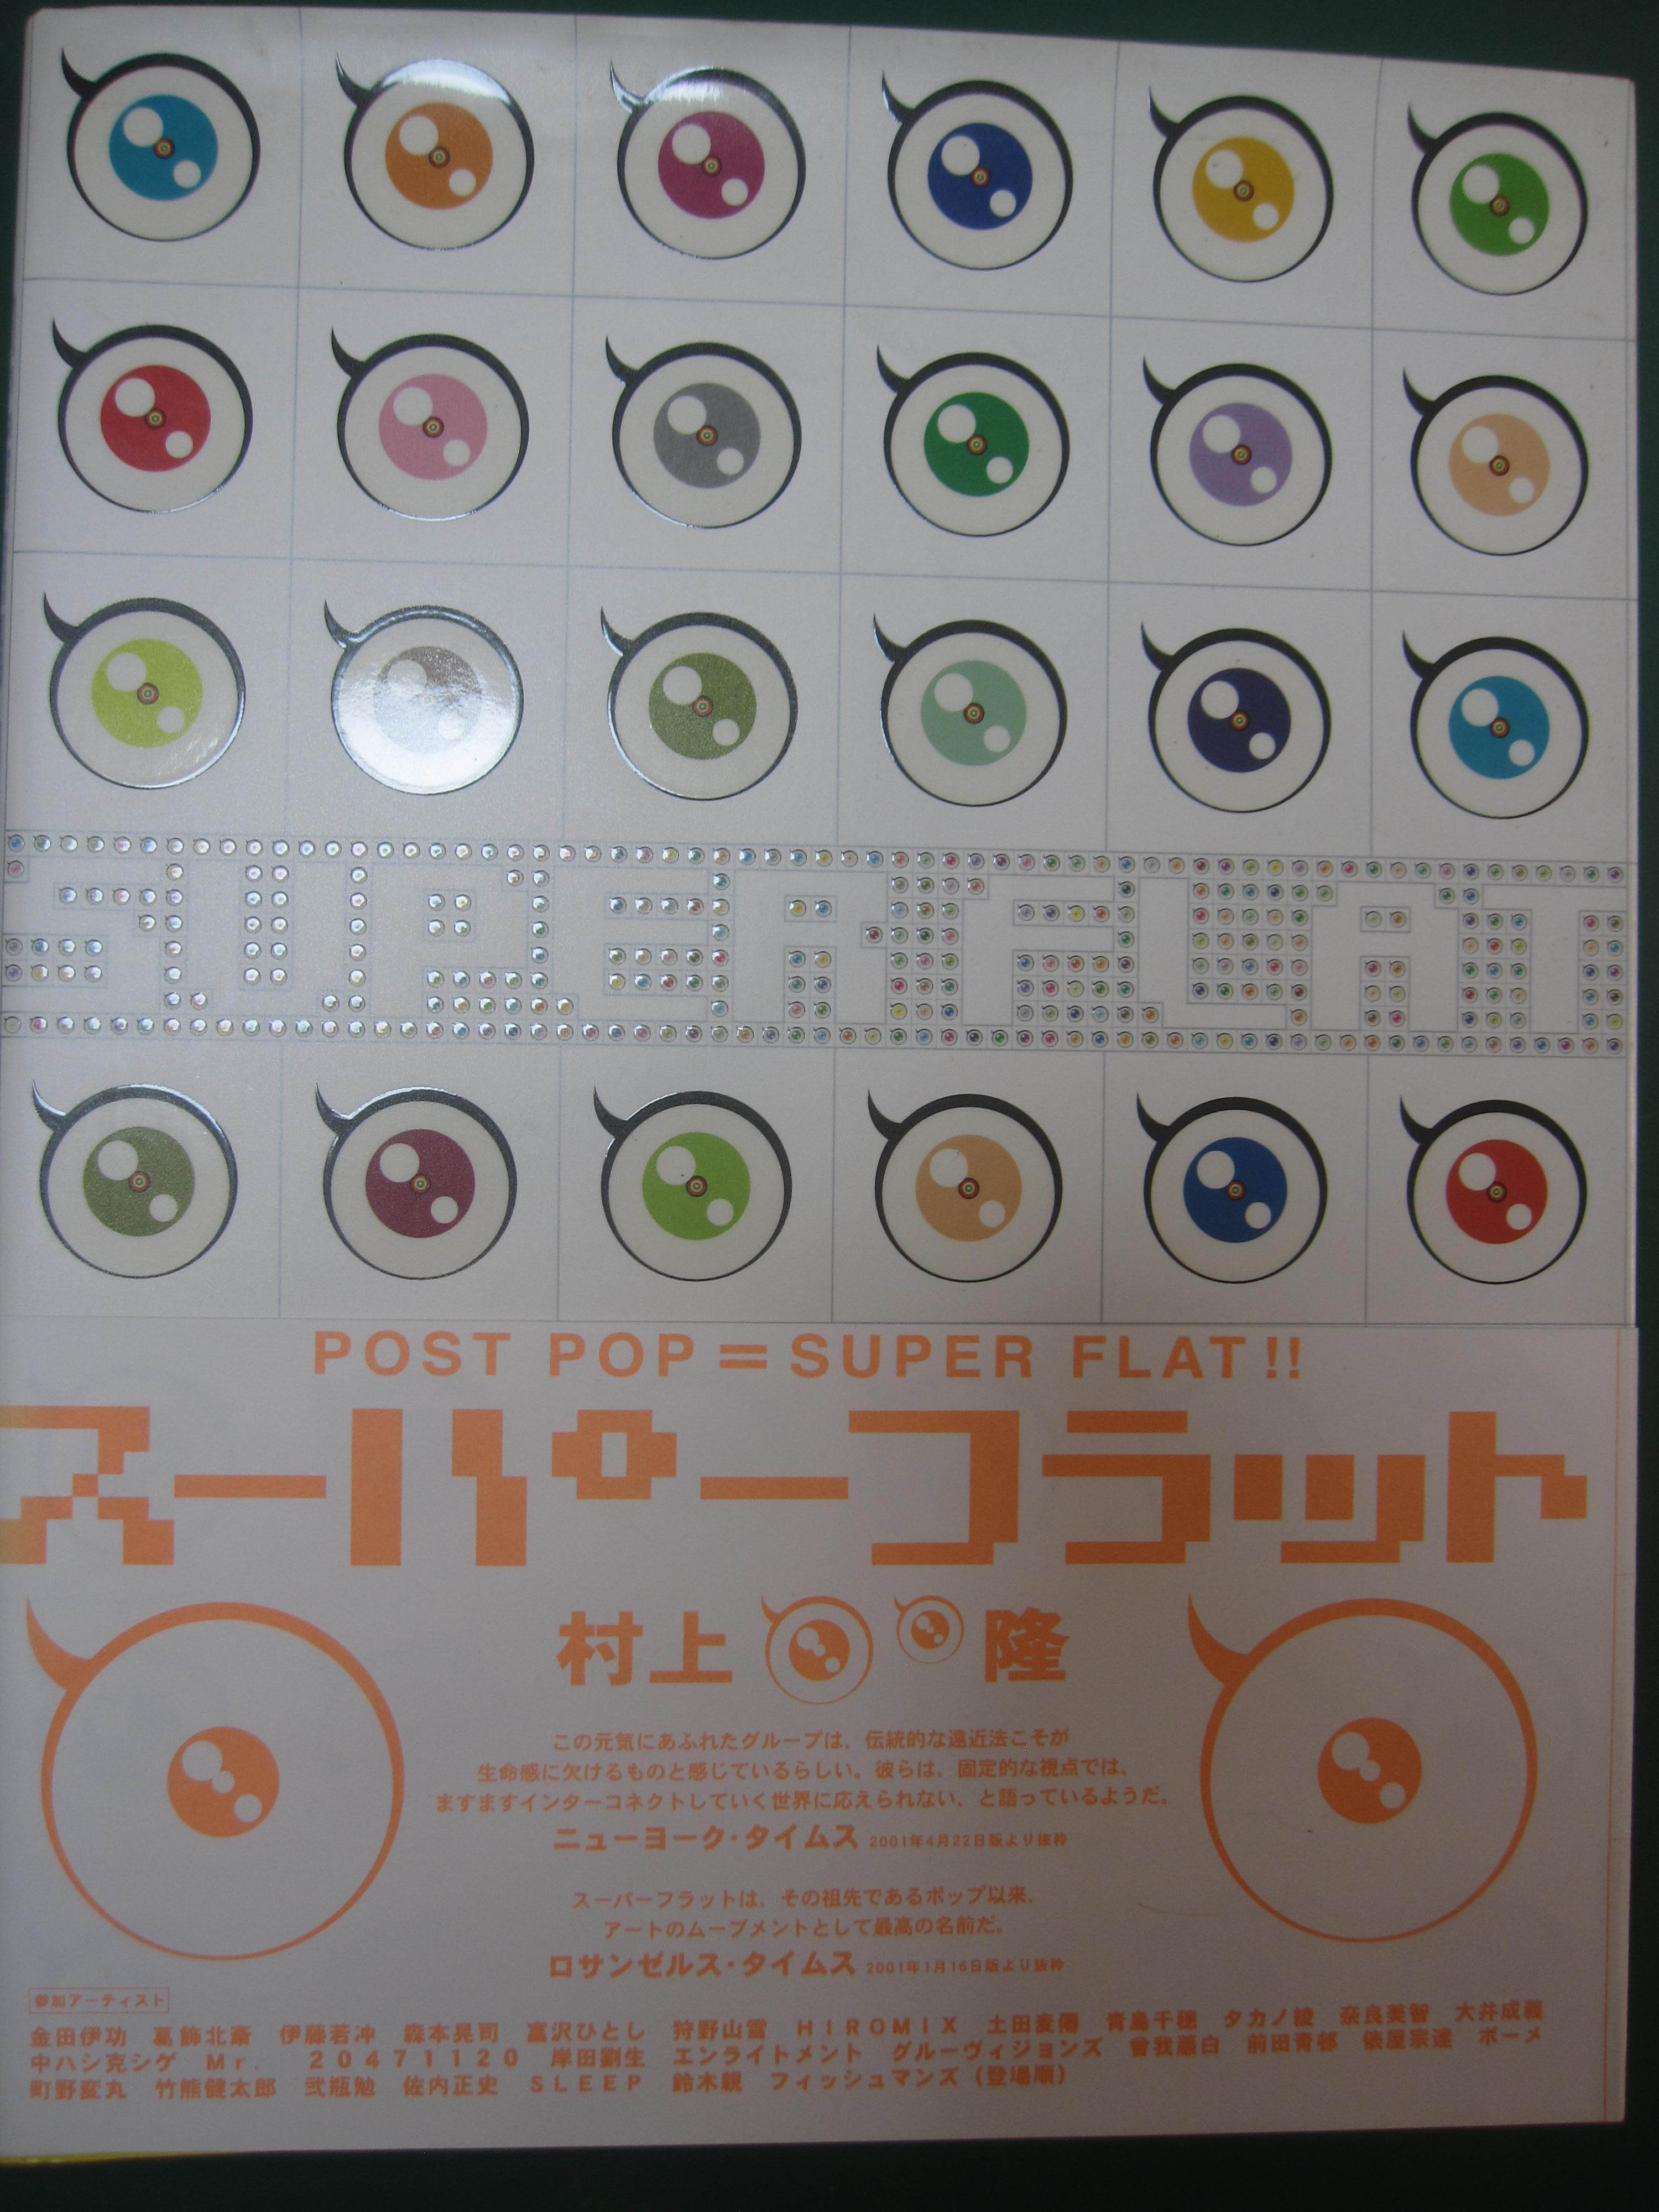 SUPERFLAT
POST POP=SUPER FLAT!!
スーパーフラット
村上 隆
この元気にあふれたグループは、伝統的な遠近法こそが
生命感に欠けるものと感じているらしい。彼らは、固定的な視点では、
ますますインターコネクトしていく世界に応えられない、と語っているようだ。
ニューヨーク・タイムス 2001年4月22日版より抜粋
スーパーフラットは、その祖先であるポップ以来、
アートのムーブメントとして最高の名前だ。
ロサンゼルス・タイムス 2001年1月16日版より抜粋
参加アーティスト
金田伊功 葛飾北斎 伊藤若冲 森本晃司 富沢ひとし 狩野山雪 HIROMIX 土田麦僊 青島千穂 タカノ綾 奈良美智 大井成義
中ハシ克シゲ Mr. 20471120 岸田劉生 エンライトメント グルーヴィジョンズ 曾我蕭白 前田青邨 俵屋宗達 ボーメ
町野変丸 竹熊健太郎 弐瓶勉 佐内正史 SLEEP 鈴木親 フィッシュマンズ(登場順)